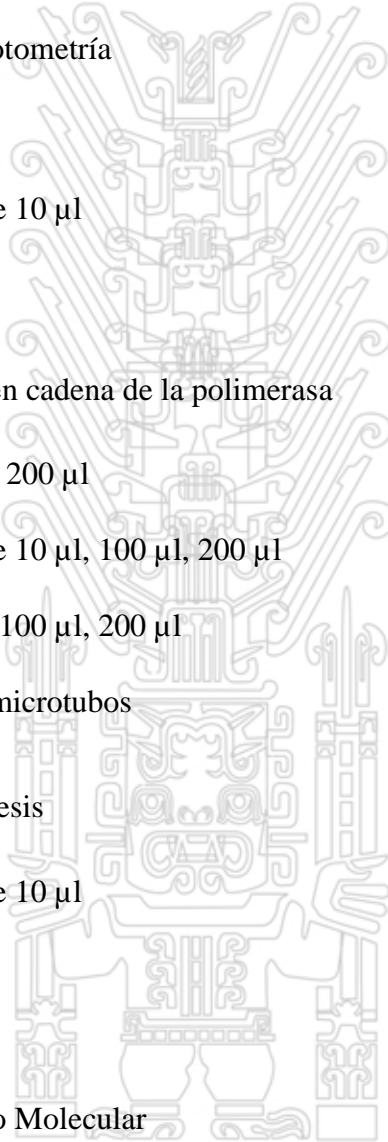 otometría
e 10 µl
en cadena de la polimerasa
200 µl
e 10 µl, 100 µl, 200 µl
100 µl, 200 µl
microtubos
esis
e 10 µl
o Molecular